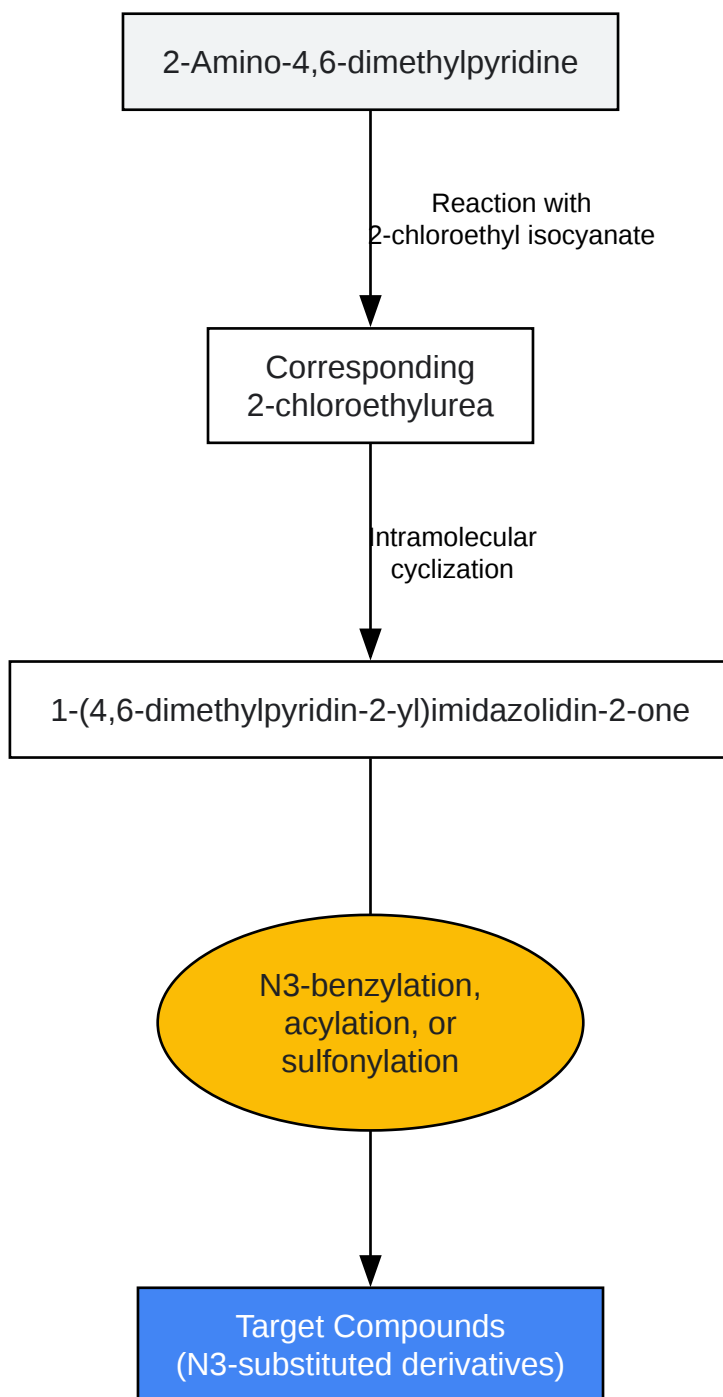 2-Amino-4,6-dimethylpyridine
Reaction with
2-chloroethyl isocyanate
Corresponding
2-chloroethylurea
Intramolecular
cyclization
1-(4,6-dimethylpyridin-2-yl)imidazolidin-2-one
N3-benzylation,
acylation, or
sulfonylation
Target Compounds
(N3-substituted derivatives)